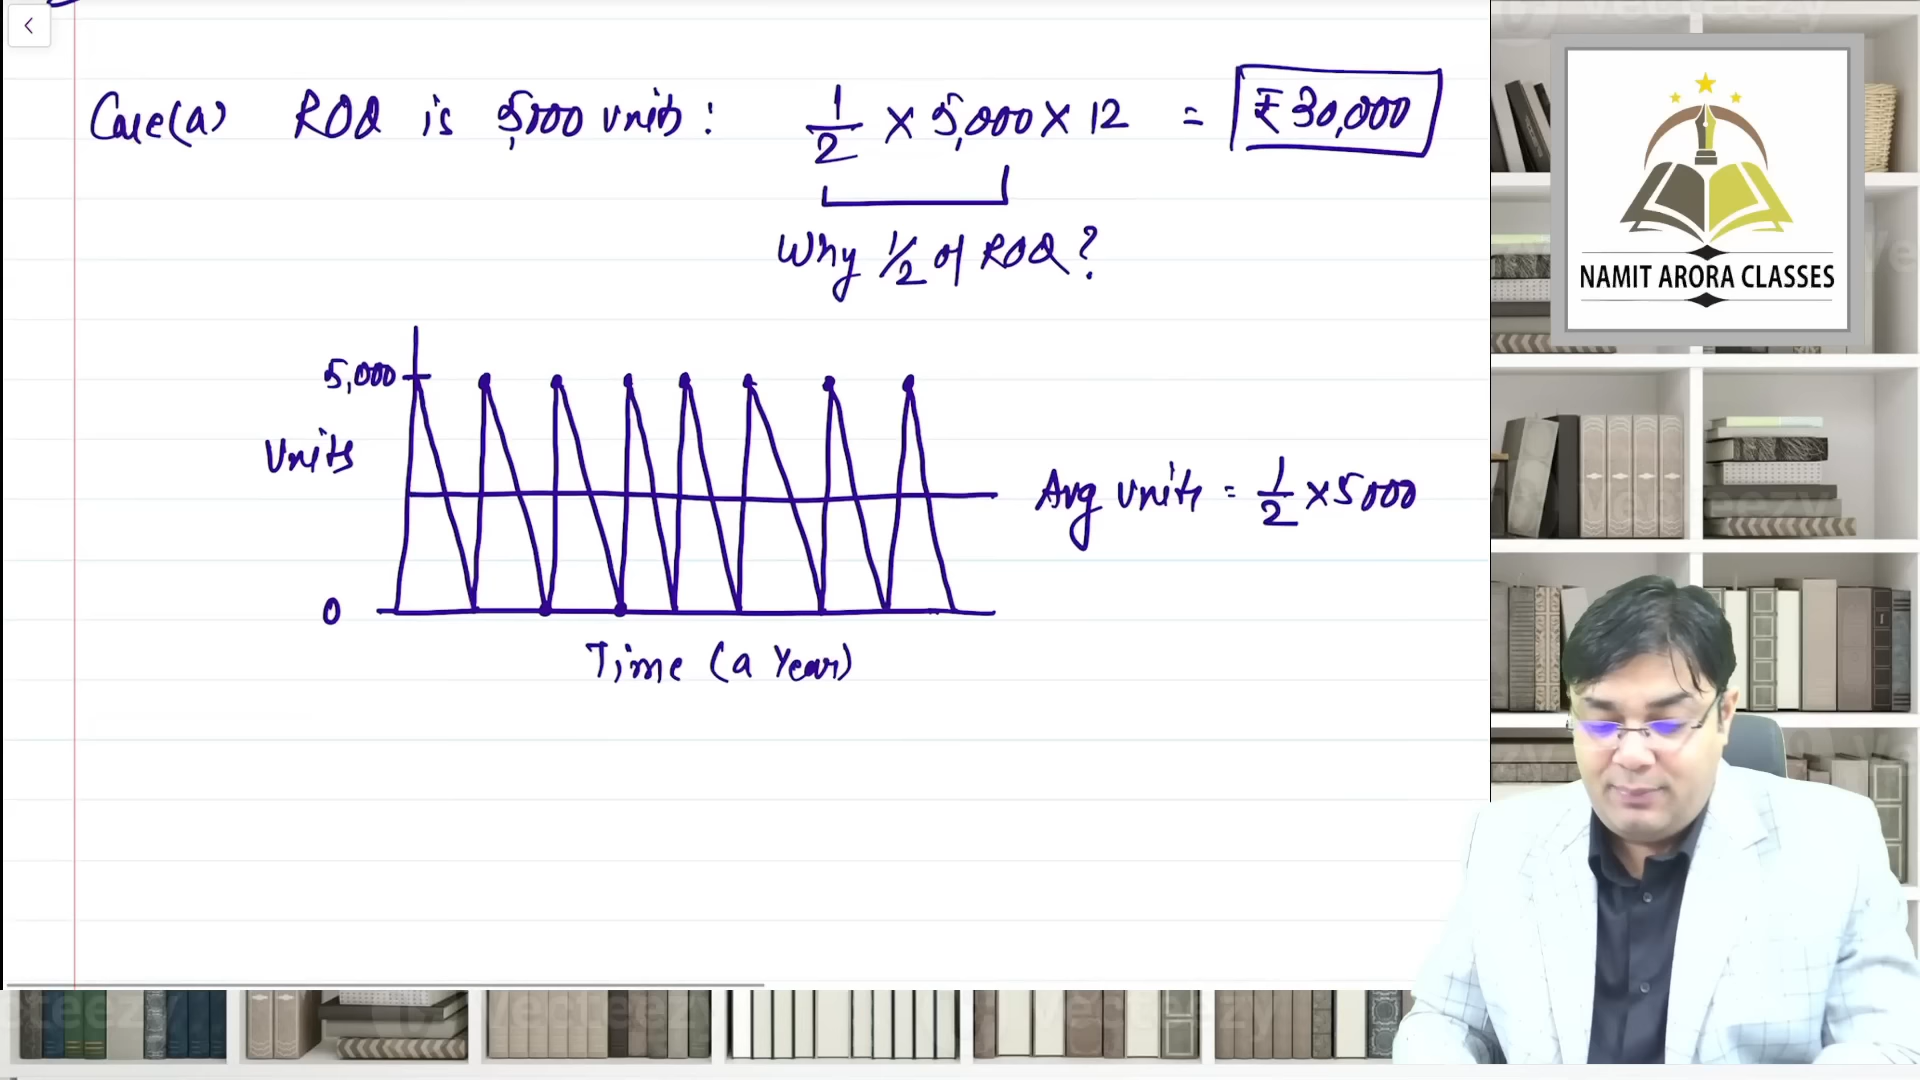 Case(a) ROQ is 5,000 units: 1/2 × 5,000 × 12 = ₹30,000
Why 1/2 of ROQ?
5,000
Units
Avg units = 1/2 × 5000
0
Time (a Year)
NAMIT ARORA CLASSES